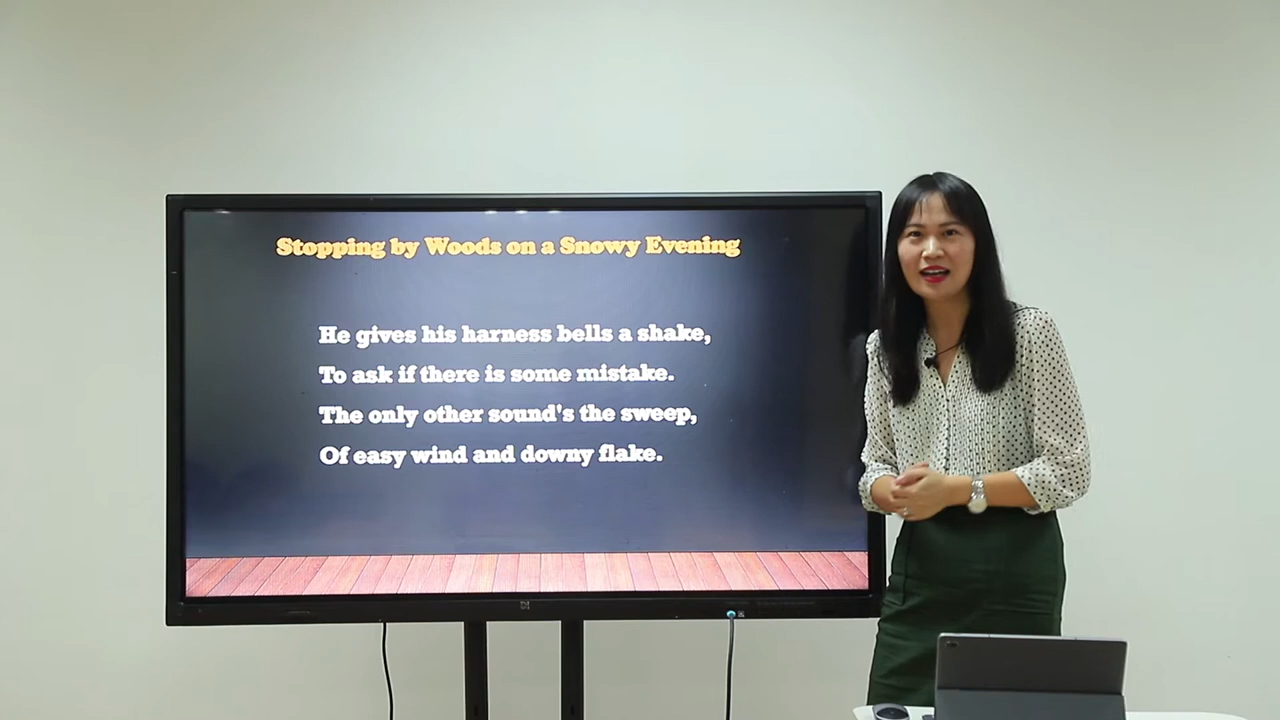 Stopping by Woods on a Snowy Evening
He gives his harness bells a shake,
To ask if there is some mistake.
The only other sound's the sweep,
Of easy wind and downy flake.